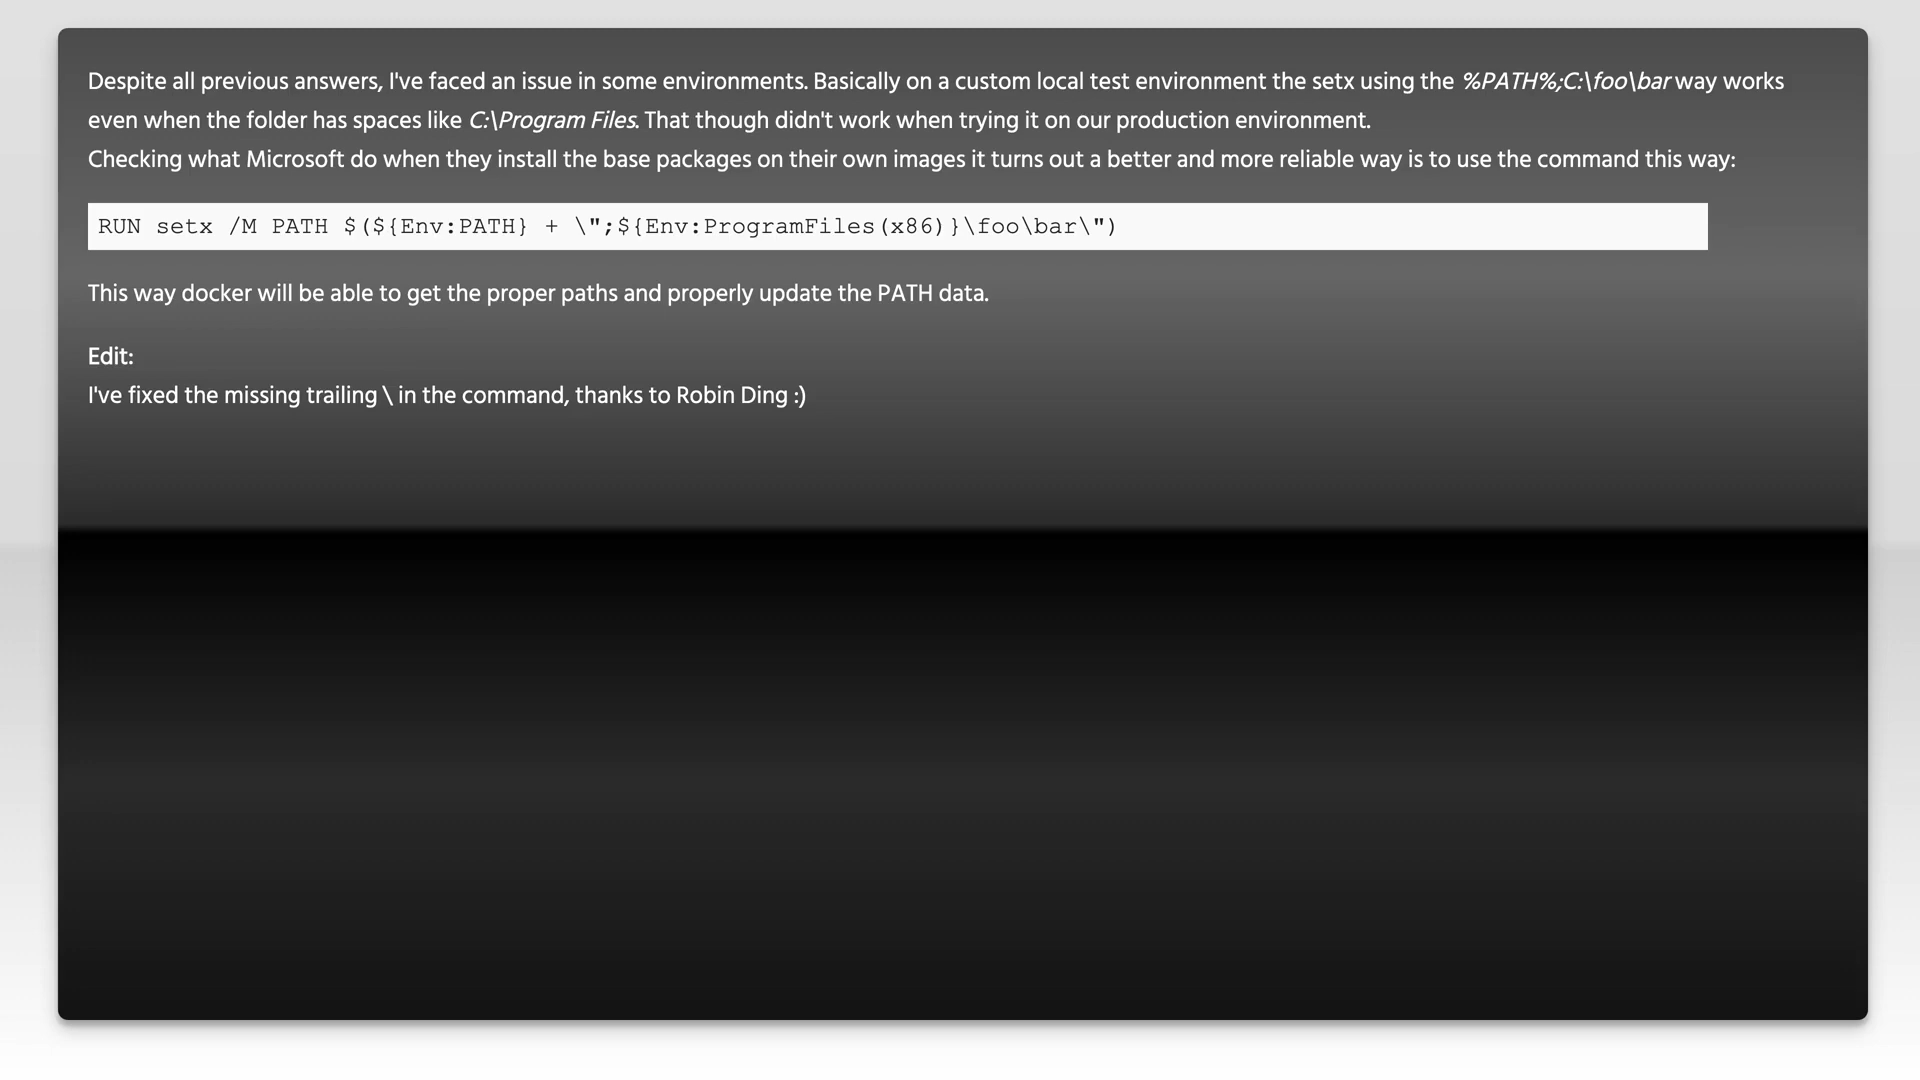 Despite all previous answers, I've faced an issue in some environments. Basically on a custom local test environment the setx using the %PATH%;C:\foo\bar way works
even when the folder has spaces like C:\Program Files. That though didn't work when trying it on our production environment.
Checking what Microsoft do when they install the base packages on their own images it turns out a better and more reliable way is to use the command this way:
RUN setx /M PATH $(${Env:PATH} + \";${Env:ProgramFiles(x86)}\foo\bar\")
This way docker will be able to get the proper paths and properly update the PATH data.
Edit:
I've fixed the missing trailing \ in the command, thanks to Robin Ding :)